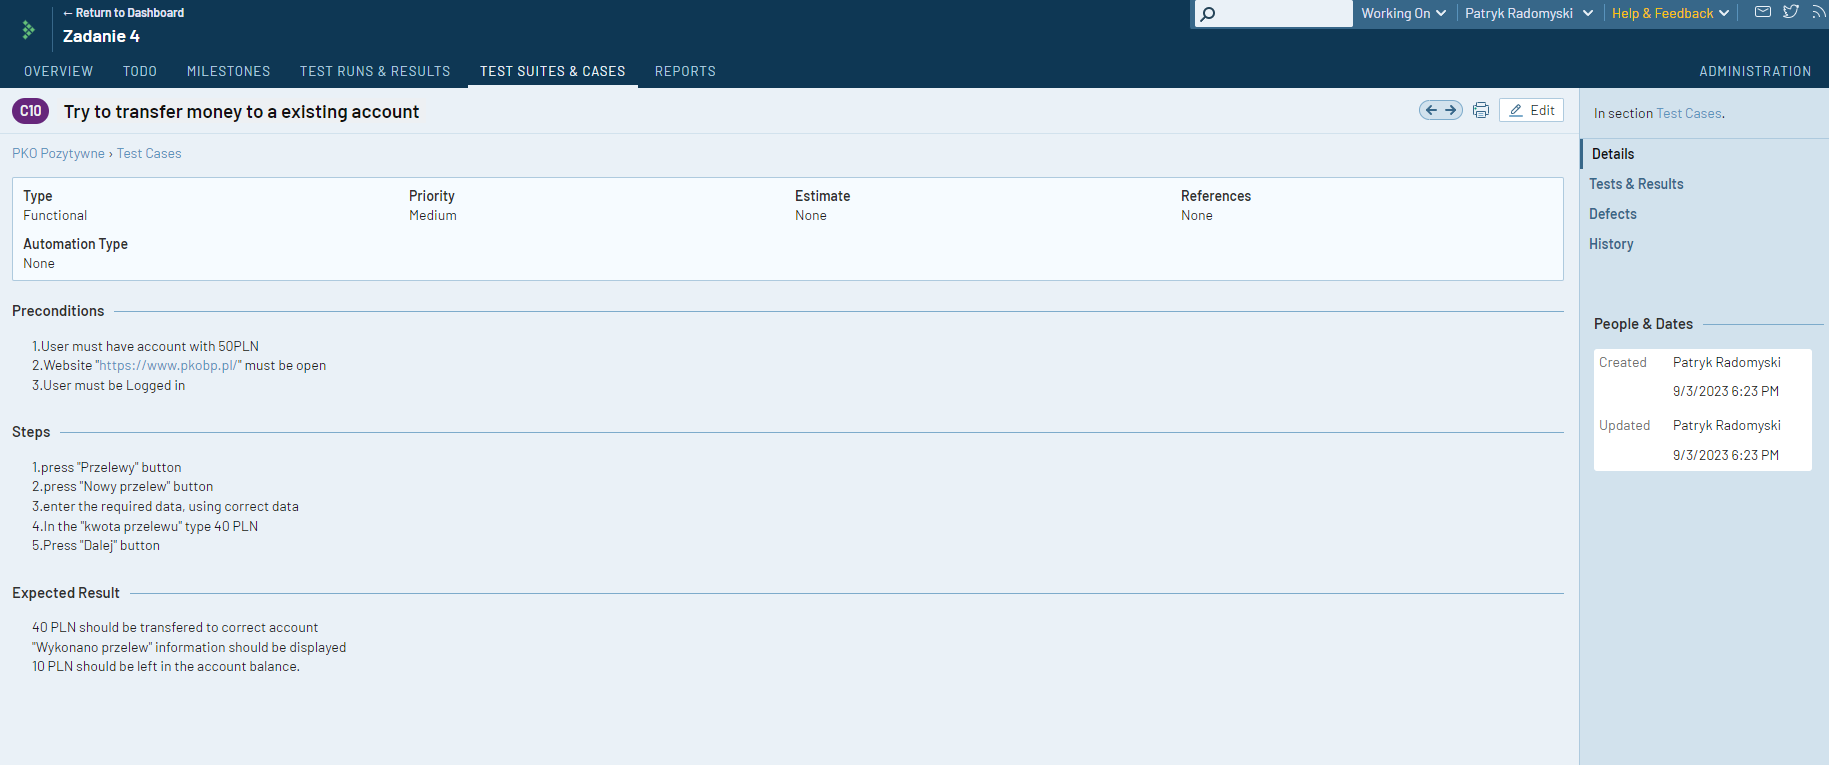 ← Return to Dashboard
Zadanie 4
Working On
Patryk Radomyski
Help & Feedback
OVERVIEW
TODO
MILESTONES
TEST RUNS & RESULTS
TEST SUITES & CASES
REPORTS
ADMINISTRATION
C10
Try to transfer money to a existing account
Edit
PKO Pozytywne › Test Cases
Type
Functional
Priority
Medium
Estimate
None
References
None
Automation Type
None
Preconditions
1.User must have account with 50PLN
2.Website "https://www.pkobp.pl/" must be open
3.User must be Logged in
Steps
1.press "Przelewy" button
2.press "Nowy przelew" button
3.enter the required data, using correct data
4.In the "kwota przelewu" type 40 PLN
5.Press "Dalej" button
Expected Result
40 PLN should be transfered to correct account
"Wykonano przelew" information should be displayed
10 PLN should be left in the account balance.
In section Test Cases.
Details
Tests & Results
Defects
History
People & Dates
Created Patryk Radomyski
9/3/2023 6:23 PM
Updated Patryk Radomyski
9/3/2023 6:23 PM